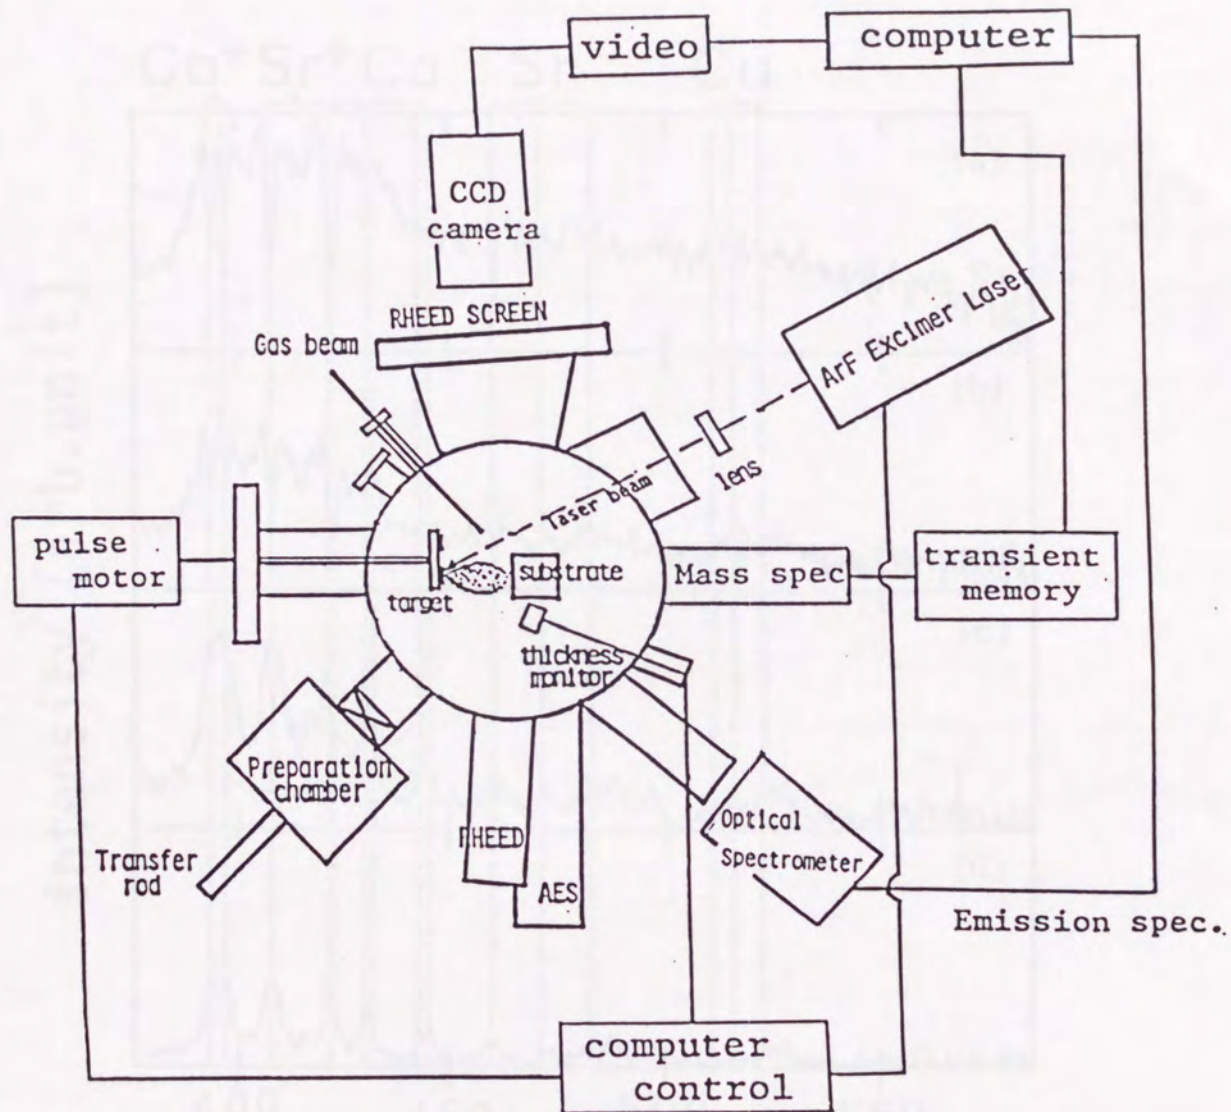 video
computer
CCD
camera
RHEED SCREEN
Gas beam
ArF Excimer Laser
lens
laser beam
pulse
motor
target
substrate
Mass spec
transient
memory
thickness
monitor
Preparation
chamber
Transfer
rod
RHEED
AES
Optical
Spectrometer
Emission spec.
computer
control